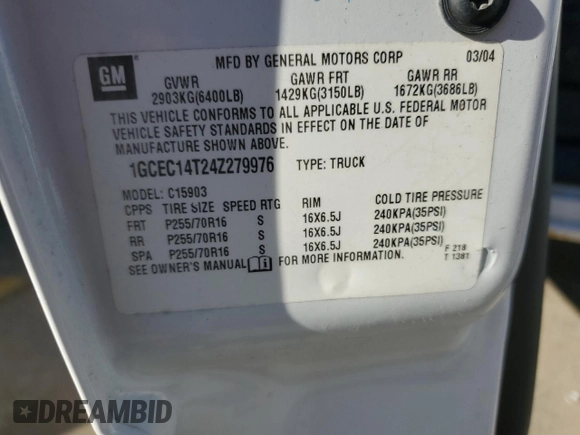 MFD BY GENERAL MOTORS CORP 03/04
GM
GVWR GAWR FRT GAWR RR
2903KG(6400LB) 1429KG(3150LB) 1672KG(3686LB)
THIS VEHICLE CONFORMS TO ALL APPLICABLE U.S. FEDERAL MOTOR
VEHICLE SAFETY STANDARDS IN EFFECT ON THE DATE OF
MANUFACTURE SHOWN ABOVE.
1GCEC14T24Z279976 TYPE: TRUCK
MODEL: C15903
CPPS TIRE SIZE SPEED RTG RIM COLD TIRE PRESSURE
FRT P255/70R16 S 16X6.5J 240KPA(35PSI)
RR P255/70R16 S 16X6.5J 240KPA(35PSI)
SPA P255/70R16 S 16X6.5J 240KPA(35PSI)
SEE OWNER'S MANUAL FOR MORE INFORMATION.
F 218
T 1281
DREAMBID